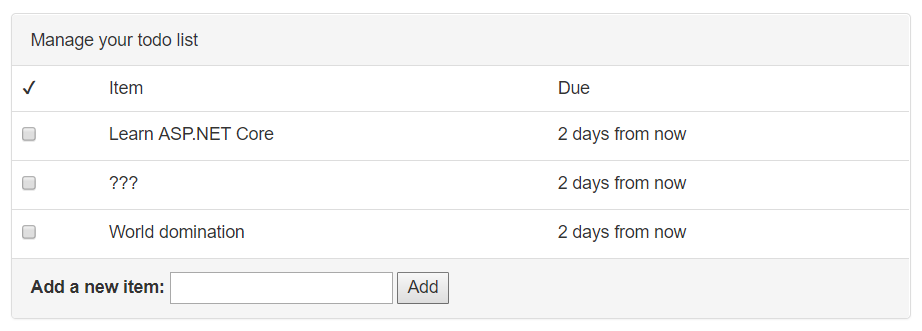 Manage your todo list
✓ Item Due
Learn ASP.NET Core 2 days from now
??? 2 days from now
World domination 2 days from now
Add a new item: Add